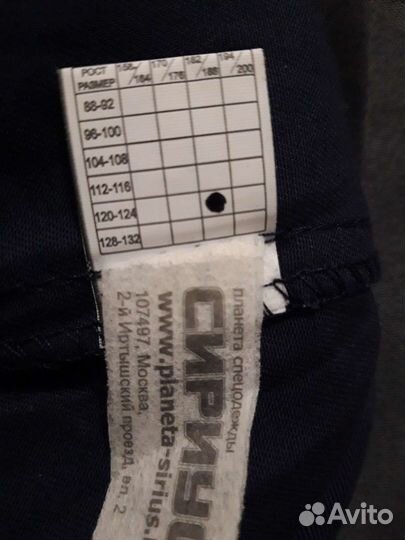 РОСТ 158/164 170/176 182/188 194/200
РАЗМЕР
88-92
96-100
104-108
112-116
120-124
128-132
планета спецодежды
СИРИУС
www.planeta-sirius.
107497, Москва,
2-й Иртышский проезд, вл. 2
Avito